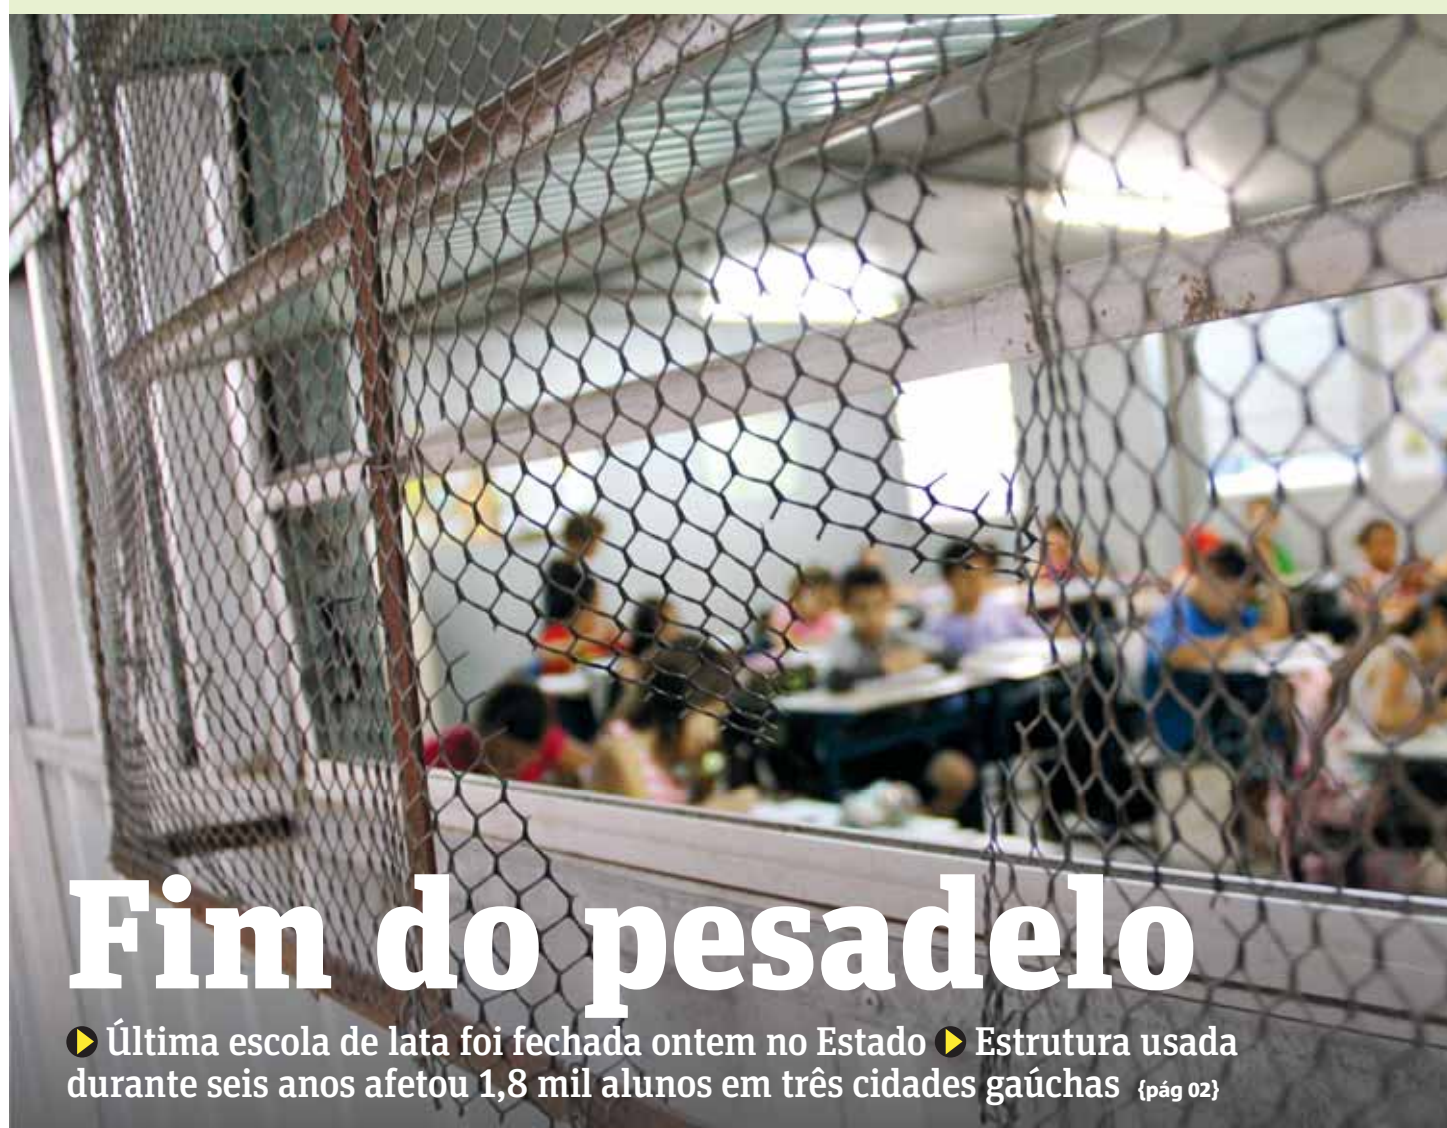 Fim do pesadelo
Última escola de lata foi fechada ontem no Estado Estrutura usada
durante seis anos afetou 1,8 mil alunos em três cidades gaúchas {pág 02}